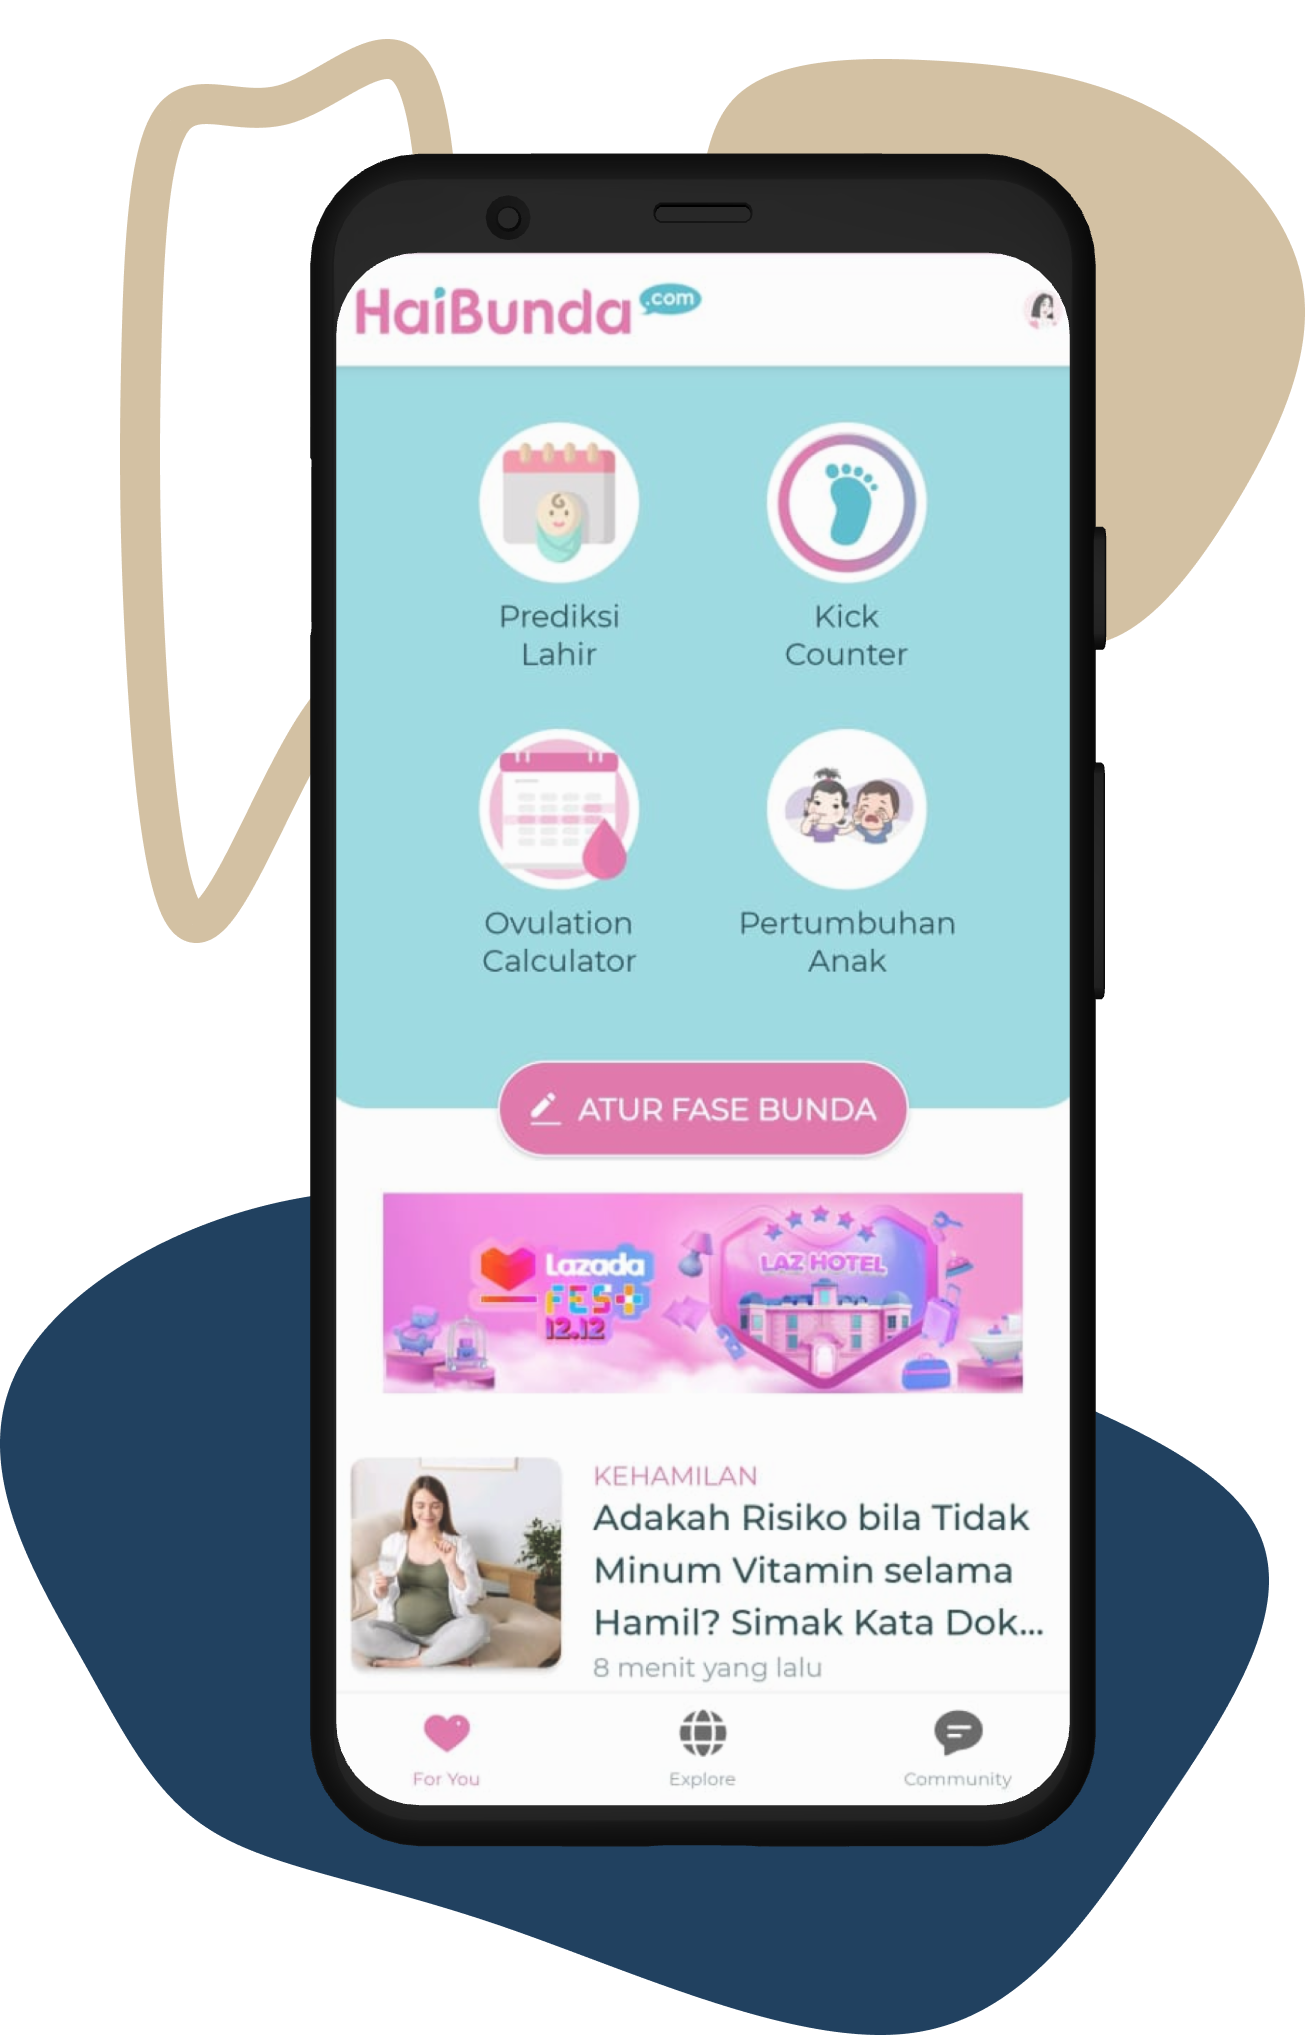 HaiBunda.com
Prediksi
Lahir
Kick
Counter
Ovulation
Calculator
Pertumbuhan
Anak
ATUR FASE BUNDA
Lazada
FEST
12.12
LAZ HOTEL
KEHAMILAN
Adakah Risiko bila Tidak
Minum Vitamin selama
Hamil? Simak Kata Dok...
8 menit yang lalu
For You
Explore
Community